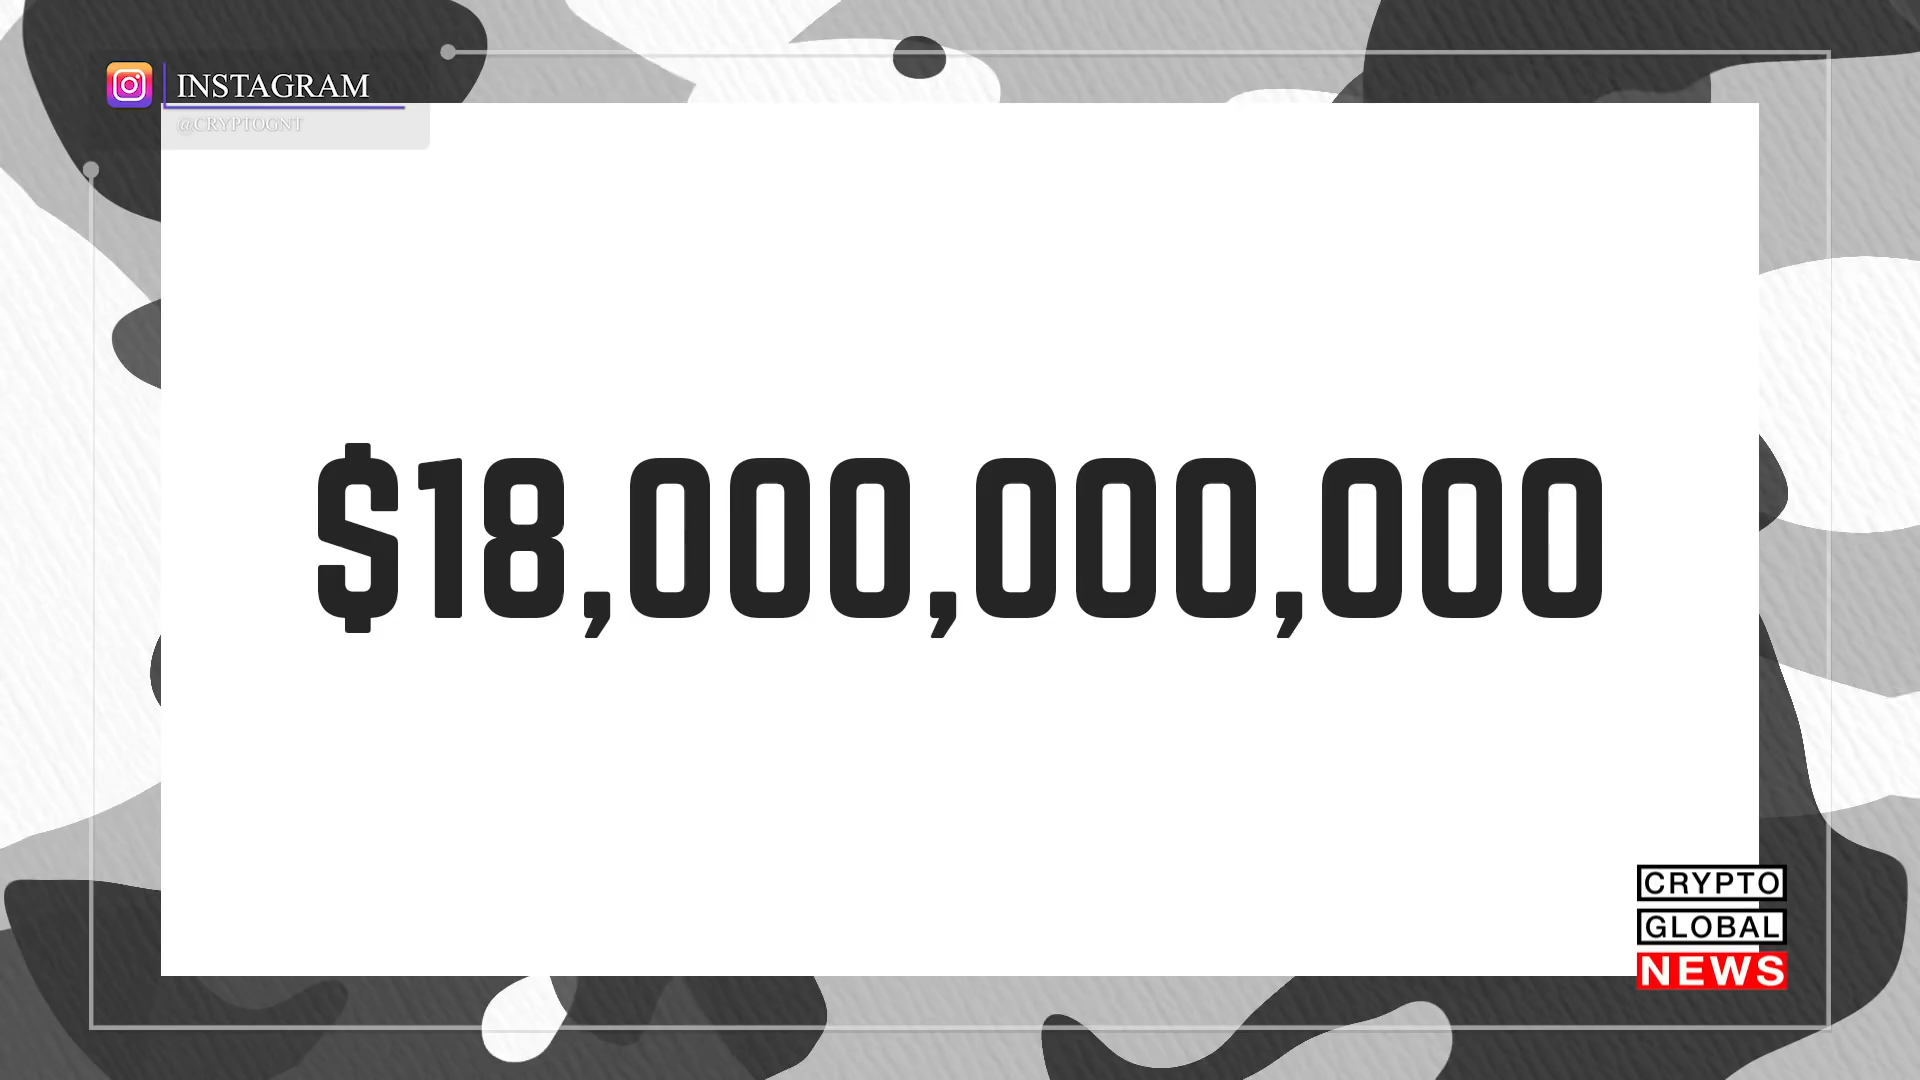 INSTAGRAM
@CRYPTOGNT
$18,000,000,000
CRYPTO
GLOBAL
NEWS